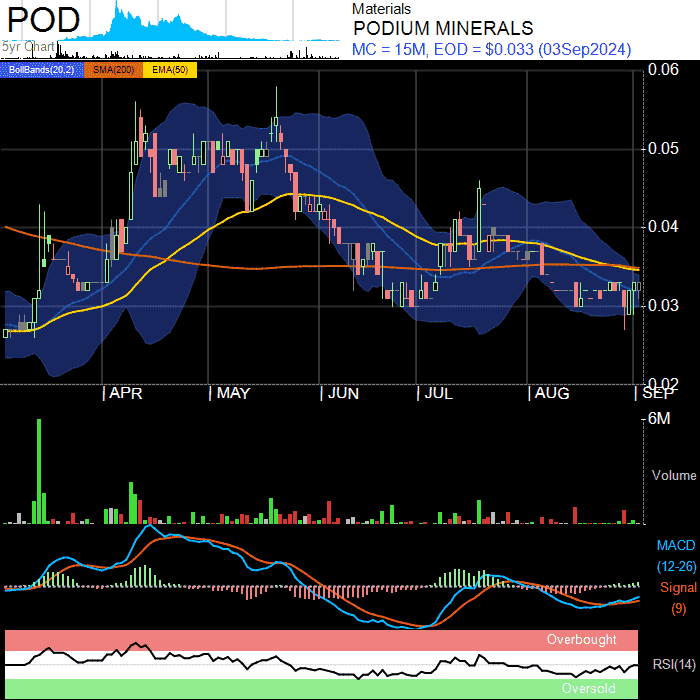 POD
5yr Chart
Materials
PODIUM MINERALS
MC = 15M, EOD = $0.033 (03Sep2024)
BollBands(20,2) SMA(200) EMA(50)
0.06
0.05
0.04
0.03
0.02
APR MAY JUN JUL AUG SEP
6M
Volume
MACD
(12-26)
Signal
(9)
Overbought
RSI(14)
Oversold